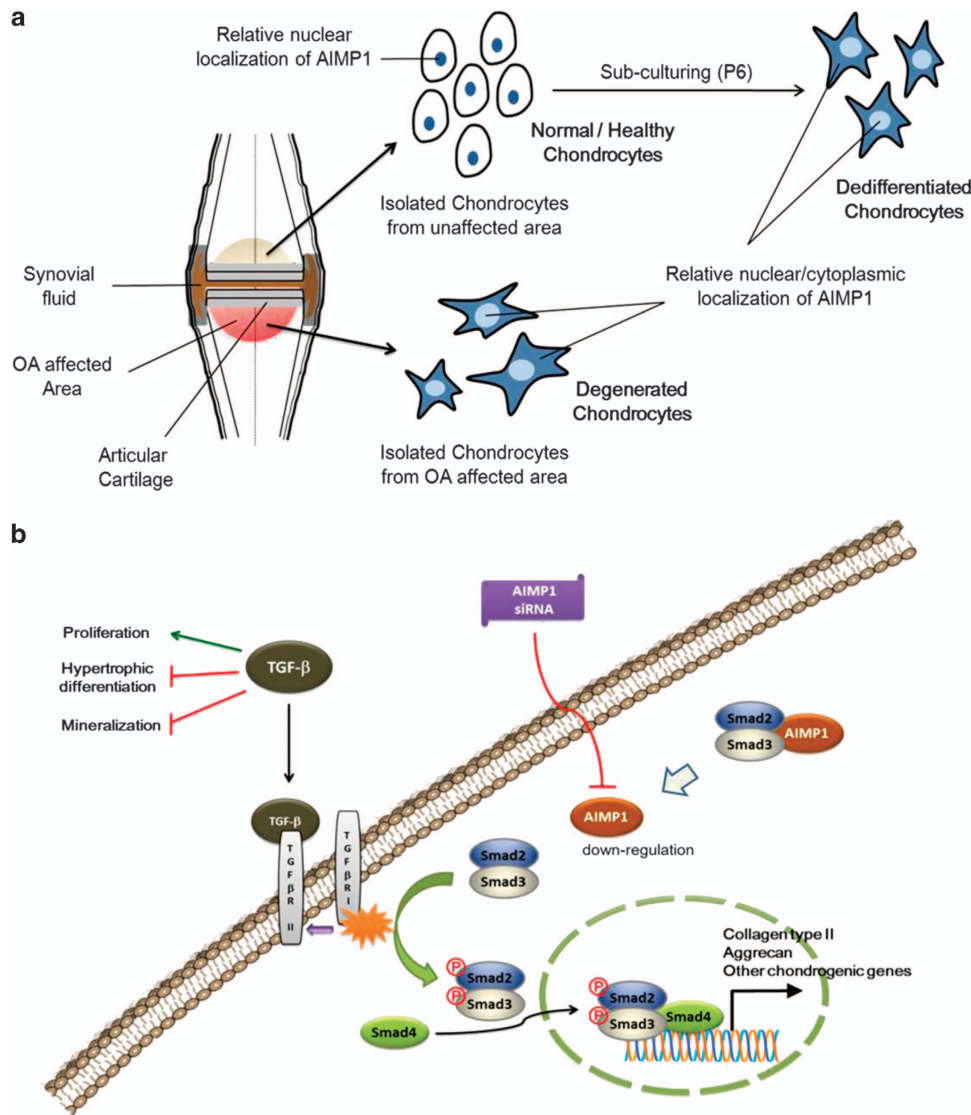 a
Relative nuclear
localization of AIMP1
Sub-culturing (P6)
Normal / Healthy
Chondrocytes
Dedifferentiated
Chondrocytes
Isolated Chondrocytes
from unaffected area
Synovial
fluid
Relative nuclear/cytoplasmic
localization of AIMP1
OA affected
Area
Degenerated
Chondrocytes
Articular
Cartilage
Isolated Chondrocytes
from OA affected area
b
AIMP1
siRNA
Proliferation
TGF-β
Hypertrophic
differentiation
Mineralization
Smad2
Smad3
AIMP1
AIMP1
down-regulation
TGF-β
TGFβR II
TGFβR I
Smad2
Smad3
Collagen type II
Aggrecan
Other chondrogenic genes
P
Smad2
P
Smad3
Smad4
P
Smad2
P
Smad3
Smad4